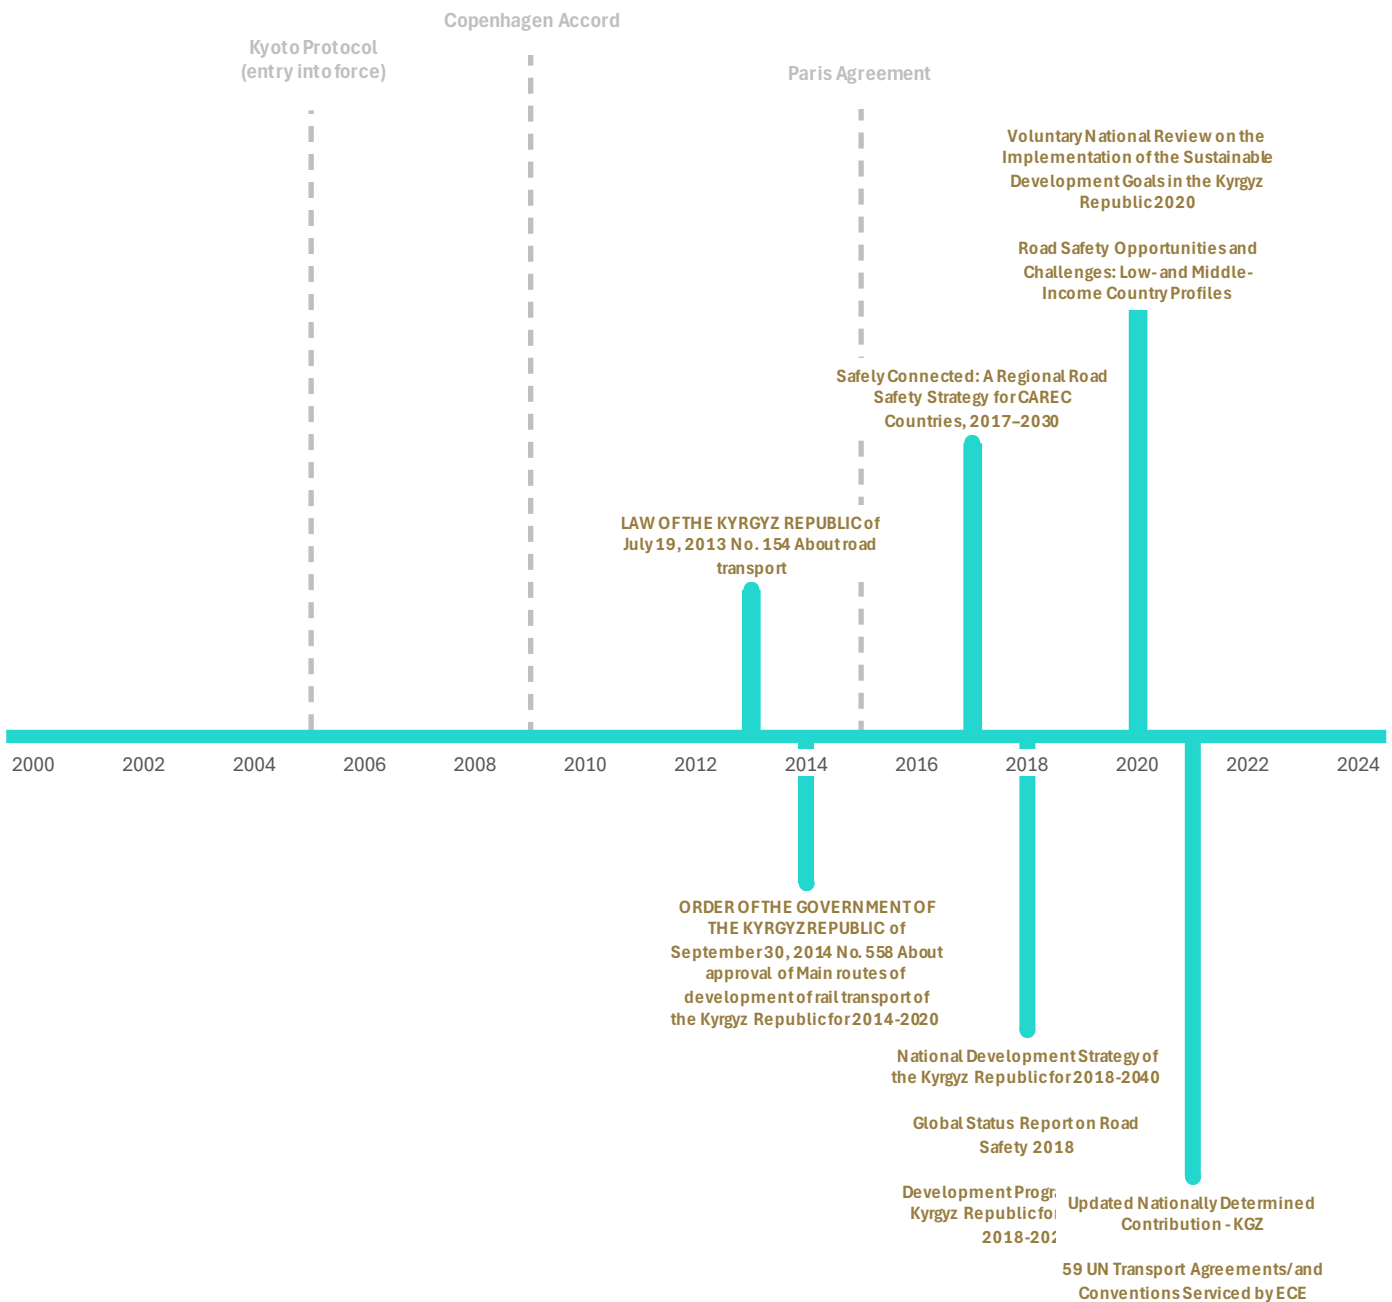 Copenhagen Accord
Kyoto Protocol
(entry into force)
Paris Agreement
Voluntary National Review on the
Implementation of the Sustainable
Development Goals in the Kyrgyz
Republic 2020
Road Safety Opportunities and
Challenges: Low- and Middle-
Income Country Profiles
Safely Connected: A Regional Road
Safety Strategy for CAREC
Countries, 2017–2030
LAW OF THE KYRGYZ REPUBLIC of
July 19, 2013 No. 154 About road
transport
2000 2002 2004 2006 2008 2010 2012 2014 2016 2018 2020 2022 2024
ORDER OF THE GOVERNMENT OF
THE KYRGYZ REPUBLIC of
September 30, 2014 No. 558 About
approval of Main routes of
development of rail transport of
the Kyrgyz Republic for 2014-2020
National Development Strategy of
the Kyrgyz Republic for 2018-2040
Global Status Report on Road
Safety 2018
Development
Kyrgyz Republic
Updated Nationally Determined
Contribution - KGZ
59 UN Transport Agreements/and
Conventions Serviced by ECE